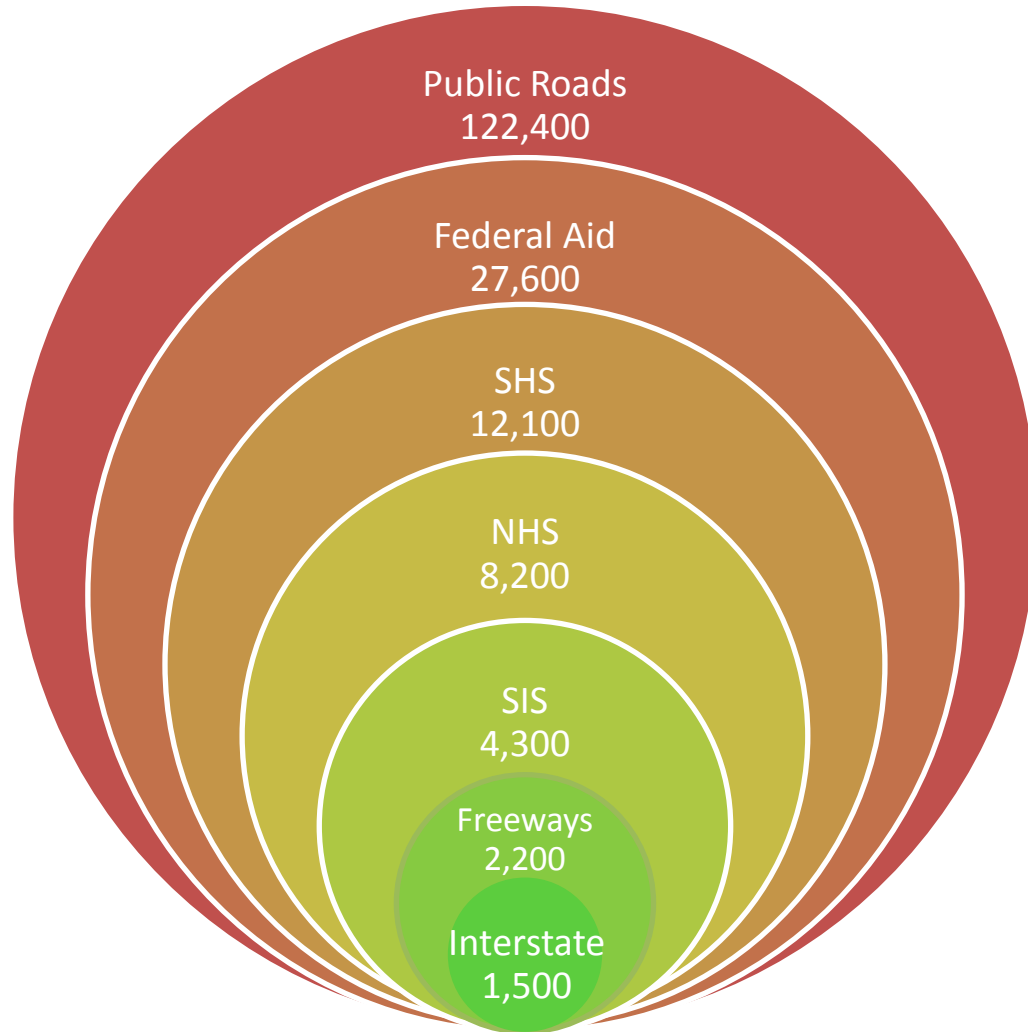 Public Roads
122,400
Federal Aid
27,600
SHS
12,100
NHS
8,200
SIS
4,300
Freeways
2,200
Interstate
1,500